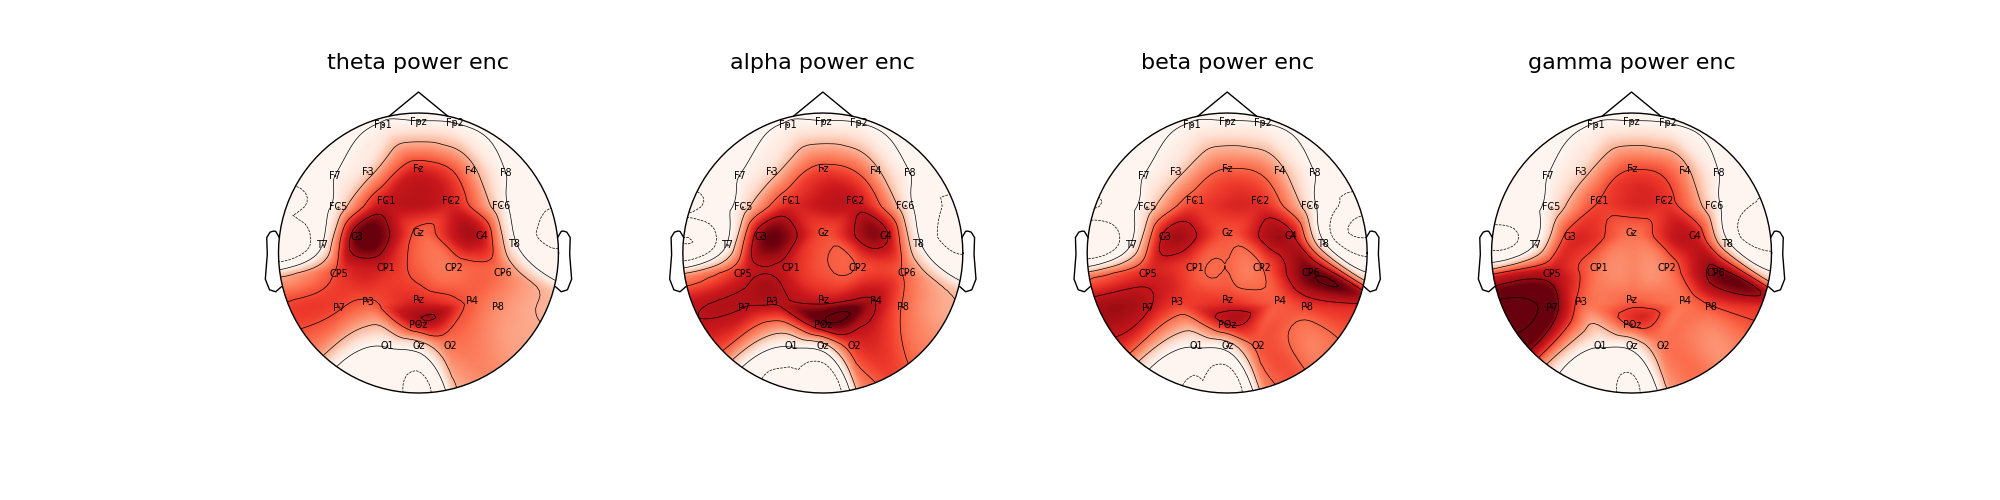 theta power enc
alpha power enc
beta power enc
gamma power enc
Fp1 Fpz Fp2
F7 F3 Fz F4 F8
FC5 FC1 FC2 FC6
T7 C3 Cz C4 T8
CP5 CP1 CP2 CP6
P7 P3 Pz P4 P8
POz
O1 Oz O2
Fp1 Fpz Fp2
F7 F3 Fz F4 F8
FC5 FC1 FC2 FC6
T7 C3 Cz C4 T8
CP5 CP1 CP2 CP6
P7 P3 Pz P4 P8
POz
O1 Oz O2
Fp1 Fpz Fp2
F7 F3 Fz F4 F8
FC5 FC1 FC2 FC6
T7 C3 Cz C4 T8
CP5 CP1 CP2 CP6
P7 P3 Pz P4 P8
POz
O1 Oz O2
Fp1 Fpz Fp2
F7 F3 Fz F4 F8
FC5 FC1 FC2 FC6
T7 C3 Cz C4 T8
CP5 CP1 CP2 CP6
P7 P3 Pz P4 P8
POz
O1 Oz O2